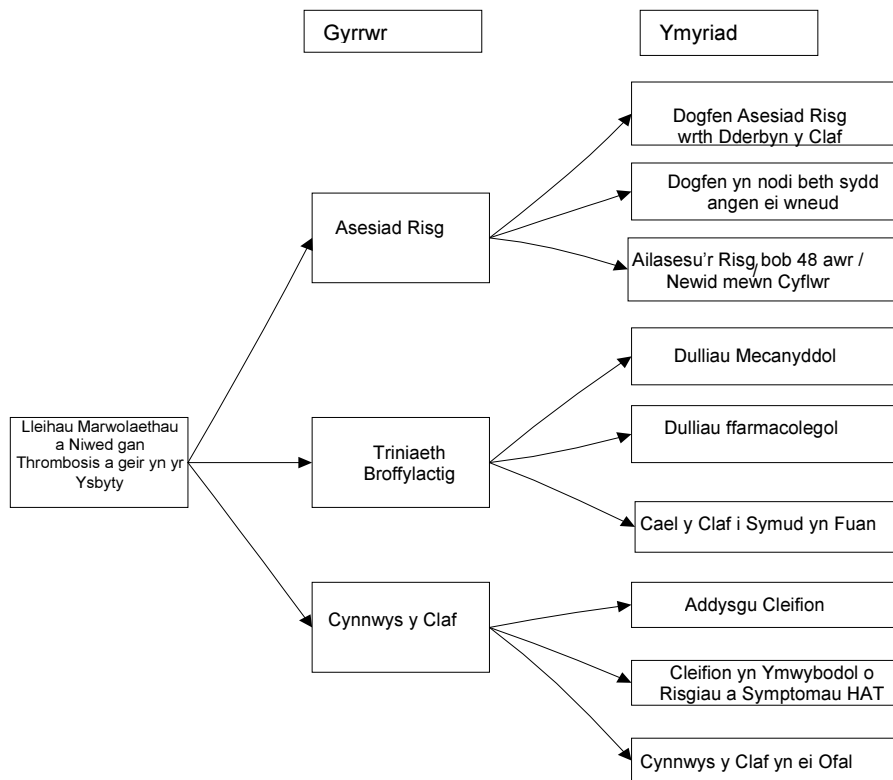 Gyrrwr
Ymyriad
Dogfen Asesiad Risg
wrth Dderbyn y Claf
Dogfen yn nodi beth sydd
angen ei wneud
Asesiad Risg
Ailasesu'r Risg bob 48 awr /
Newid mewn Cyflwr
Dulliau Mecanyddol
Lleihau Marwolaethau
a Niwed gan
Thrombosis a geir yn yr
Ysbyty
Triniaeth
Broffylactig
Dulliau ffarmacolegol
Cael y Claf i Symud yn Fuan
Cynnwys y Claf
Addysgu Cleifion
Cleifion yn Ymwybodol o
Risgiau a Symptomau HAT
Cynnwys y Claf yn ei Ofal